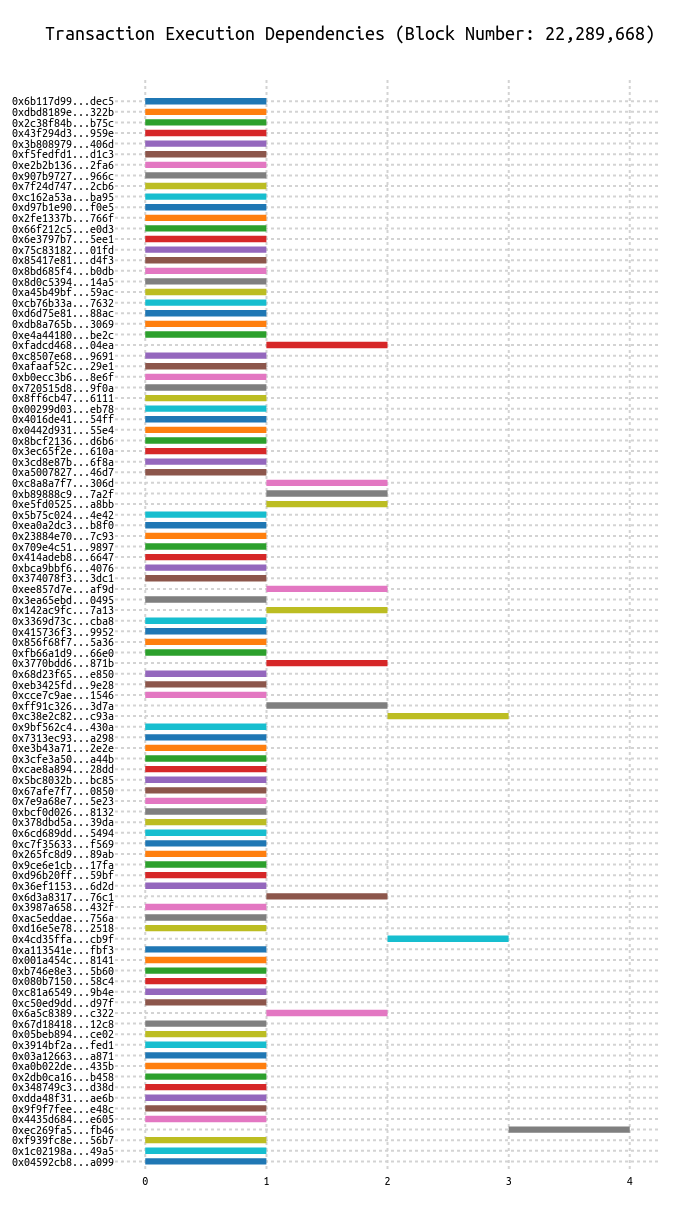 Transaction Execution Dependencies (Block Number: 22,289,668)
0x6b117d99...dec5
0xdbd8189e...322b
0x2c38f84b...b75c
0x43f294d3...959e
0x3b808979...406d
0xf5fedfd1...d1c3
0xe2b2b136...2fa6
0x907b9727...966c
0x7f24d747...2cb6
0xc162a53a...ba95
0xd97b1e90...f0e5
0x2fe1337b...766f
0x66f212c5...e0d3
0x6e3797b7...5ee1
0x75c83182...01fd
0x85417e81...d4f3
0x8bd685f4...b0db
0x8d0c5394...14a5
0xa45b49bf...59ac
0xcb76b33a...7632
0xd6d75e81...88ac
0xdb8a765b...3069
0xe4a44180...be2c
0xfadcd468...04ea
0xc8507e68...9691
0xafaaf52c...29e1
0xb0ecc3b6...8e6f
0x720515d8...9f0a
0x8ff6cb47...6111
0x00299d03...eb78
0x4016de41...54ff
0x0442d931...55e4
0x8bcf2136...d6b6
0x3ec65f2e...610a
0x3cd8e87b...6f8a
0xa5007827...46d7
0xc8a8a7f7...306d
0xb89888c9...7a2f
0xe5fd0525...a8bb
0x5b75c024...4e42
0xea0a2dc3...b8f0
0x23884e70...7c93
0x709e4c51...9897
0x414adeb8...6647
0xbca9bbf6...4076
0x374078f3...3dc1
0xee857d7e...af9d
0x3ea65ebd...0495
0x142ac9fc...7a13
0x3369d73c...cba8
0x415736f3...9952
0x856f68f7...5a36
0xfb66a1d9...66e0
0x3770bdd6...871b
0x68d23f65...e850
0xeb3425fd...9e28
0xcce7c9ae...1546
0xff91c326...3d7a
0xc38e2c82...c93a
0x9bf562c4...430a
0x7313ec93...a298
0xe3b43a71...2e2e
0x3cfe3a50...a44b
0xcae8a894...28dd
0x5bc8032b...bc85
0x67afe7f7...0850
0x7e9a68e7...5e23
0xbcf0d026...8132
0x378dbd5a...39da
0x6cd689dd...5494
0xc7f35633...f569
0x265fc8d9...89ab
0x9ce6e1cb...17fa
0xd96b20ff...59bf
0x36ef1153...6d2d
0x6d3a8317...76c1
0x3987a658...432f
0xac5eddae...756a
0xd16e5e78...2518
0x4cd35ffa...cb9f
0xa113541e...fbf3
0x001a454c...8141
0xb746e8e3...5b60
0x080b7150...58c4
0xc81a6549...9b4e
0xc50ed9dd...d97f
0x6a5c8389...c322
0x67d18418...12c8
0x05beb894...ce02
0x3914bf2a...fed1
0x03a12663...a871
0xa0b022de...435b
0x2db0ca16...b458
0x348749c3...d38d
0xdda48f31...ae6b
0x9f9f7fee...e48c
0x4435d684...e605
0xec269fa5...fb46
0xf939fc8e...56b7
0x1c02198a...49a5
0x04592cb8...a099
0 1 2 3 4